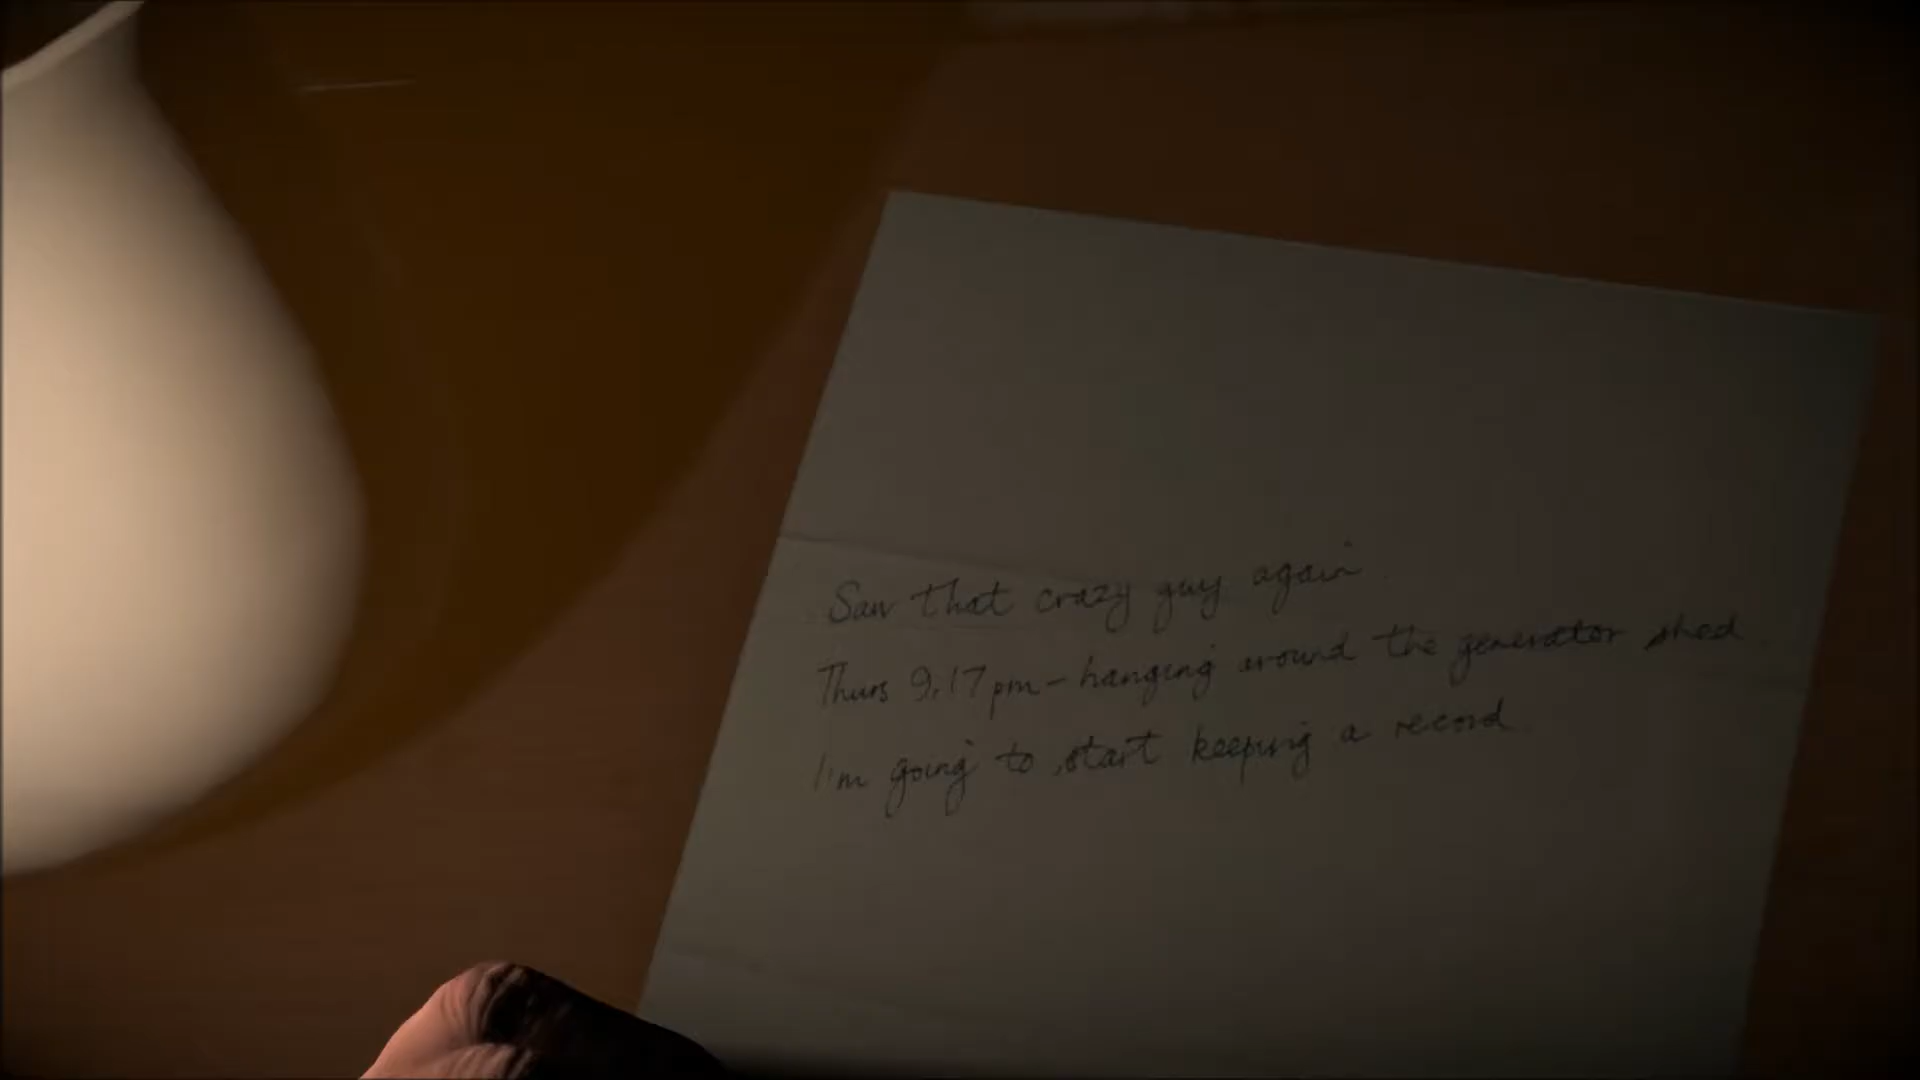 Saw that crazy guy again.
Thurs 9.17pm - hanging around the generator shed.
I'm going to start keeping a record.